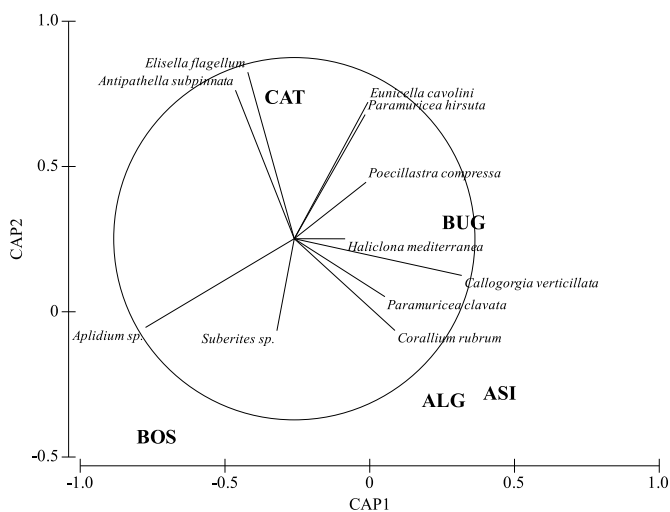 1.0
Elisella flagellum
Antipathella subpinnata
CAT
Eunicella cavolini
Paramuricea hirsuta
0.5
Poecillastra compressa
CAP2
BUG
Haliclona mediterranea
Callogorgia verticillata
0
Paramuricea clavata
Aplidium sp.
Suberites sp.
Corallium rubrum
ALG
ASI
BOS
-0.5
-1.0
-0.5
0
0.5
1.0
CAP1